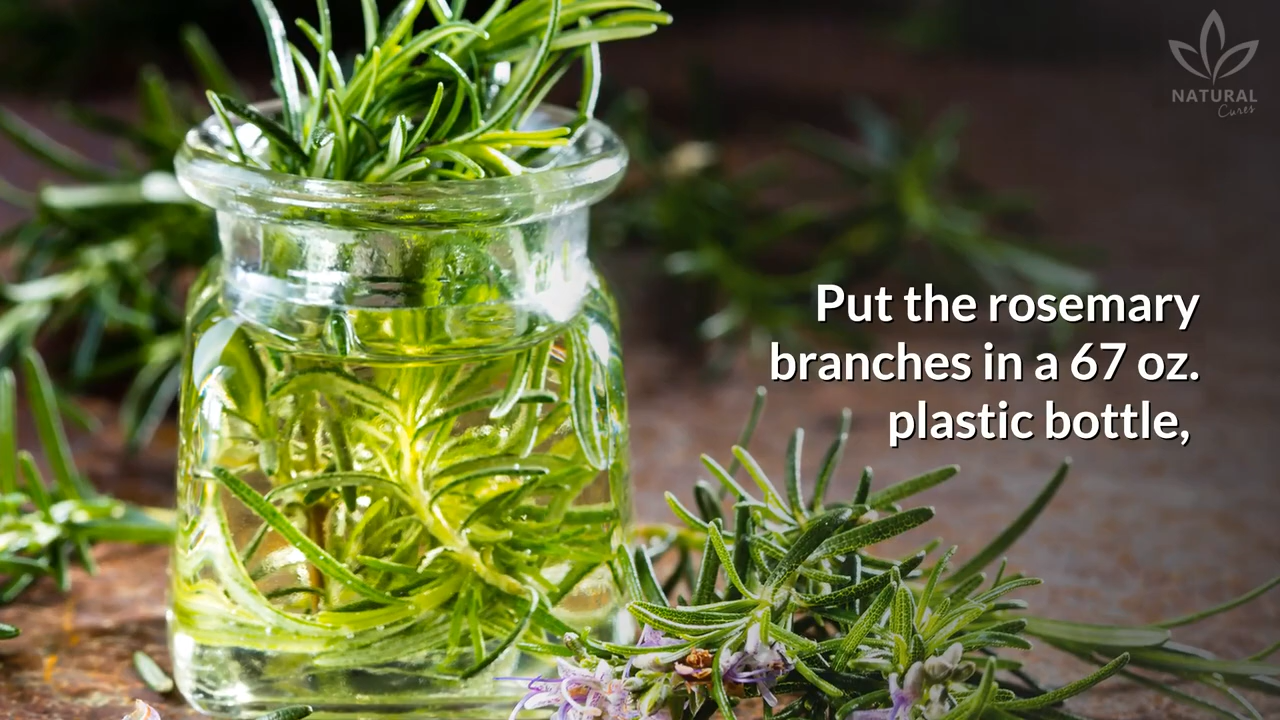 NATURAL
Cures
Put the rosemary
branches in a 67 oz.
plastic bottle,